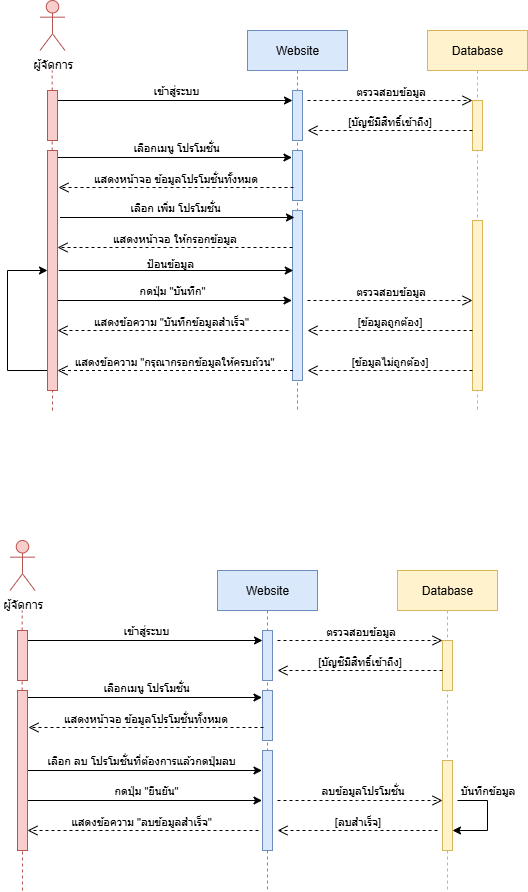 ผู้จัดการ
Website
Database
เข้าสู่ระบบ
ตรวจสอบข้อมูล
[บัญชีมีสิทธิ์เข้าถึง]
เลือกเมนู โปรโมชั่น
แสดงหน้าจอ ข้อมูลโปรโมชั่นทั้งหมด
เลือก เพิ่ม โปรโมชั่น
แสดงหน้าจอ ให้กรอกข้อมูล
ป้อนข้อมูล
กดปุ่ม "บันทึก"
ตรวจสอบข้อมูล
แสดงข้อความ "บันทึกข้อมูลสำเร็จ"
[ข้อมูลถูกต้อง]
แสดงข้อความ "กรุณากรอกข้อมูลให้ครบถ้วน"
[ข้อมูลไม่ถูกต้อง]
ผู้จัดการ
Website
Database
เข้าสู่ระบบ
ตรวจสอบข้อมูล
[บัญชีมีสิทธิ์เข้าถึง]
เลือกเมนู โปรโมชั่น
แสดงหน้าจอ ข้อมูลโปรโมชั่นทั้งหมด
เลือก ลบ โปรโมชั่นที่ต้องการแล้วกดปุ่มลบ
กดปุ่ม "ยืนยัน"
ลบข้อมูลโปรโมชั่น
บันทึกข้อมูล
แสดงข้อความ "ลบข้อมูลสำเร็จ"
[ลบสำเร็จ]